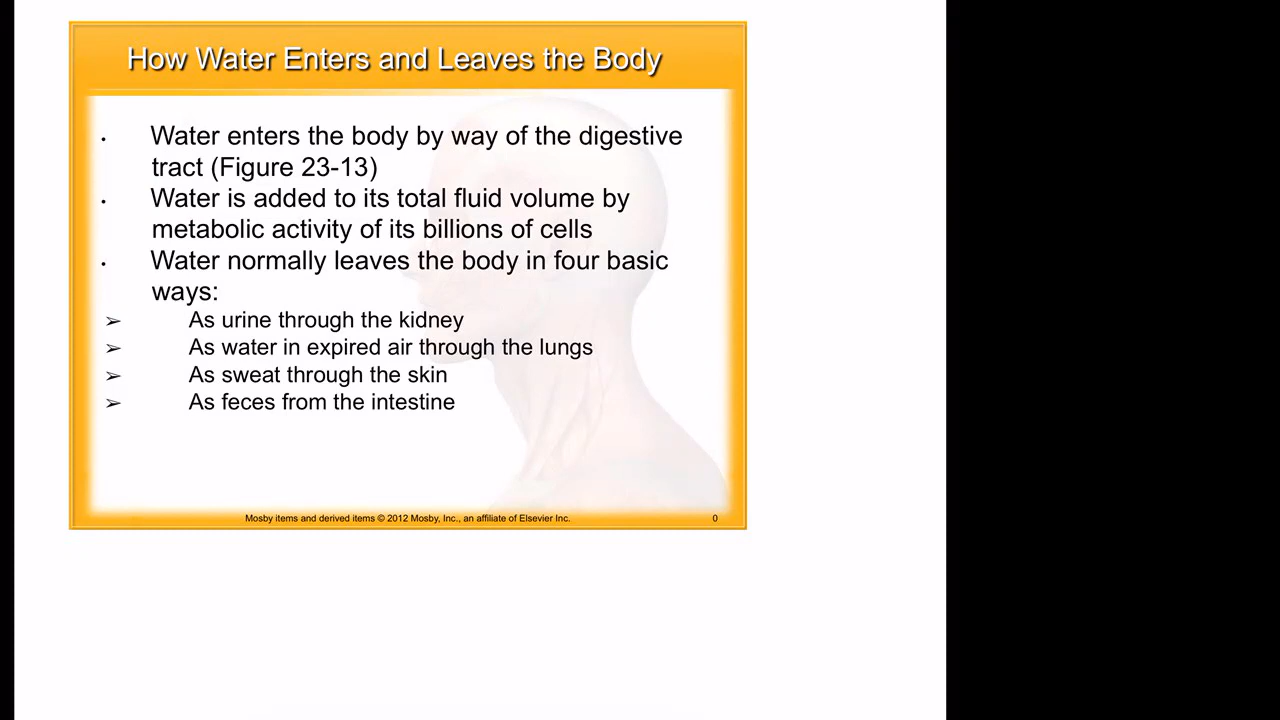 How Water Enters and Leaves the Body
• Water enters the body by way of the digestive
tract (Figure 23-13)
• Water is added to its total fluid volume by
metabolic activity of its billions of cells
• Water normally leaves the body in four basic
ways:
➢ As urine through the kidney
➢ As water in expired air through the lungs
➢ As sweat through the skin
➢ As feces from the intestine
Mosby items and derived items © 2012 Mosby, Inc., an affiliate of Elsevier Inc. 0